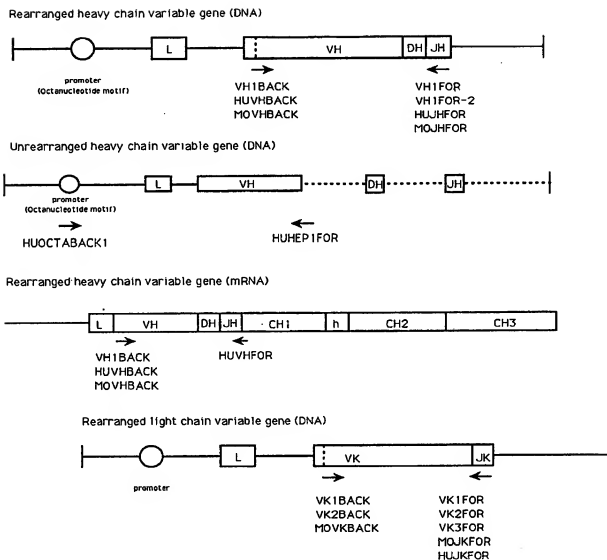 Rearranged heavy chain variable gene (DNA)
L VH DH JH
promoter
(Octanucleotide motif)
VH1BACK VH1FOR
HUVHBACK VH1FOR-2
MOVHBACK HUJHFOR
MOJHFOR
Unrearranged heavy chain variable gene (DNA)
L VH DH JH
promoter
(Octanucleotide motif)
HUOCTABACK1 HUHEP1FOR
Rearranged heavy chain variable gene (mRNA)
L VH DH JH CH1 h CH2 CH3
VH1BACK HUVHFOR
HUVHBACK
MOVHBACK
Rearranged light chain variable gene (DNA)
L VK JK
promoter
VK1BACK VK1FOR
VK2BACK VK2FOR
MOVKBACK VK3FOR
MOJKFOR
HUJKFOR